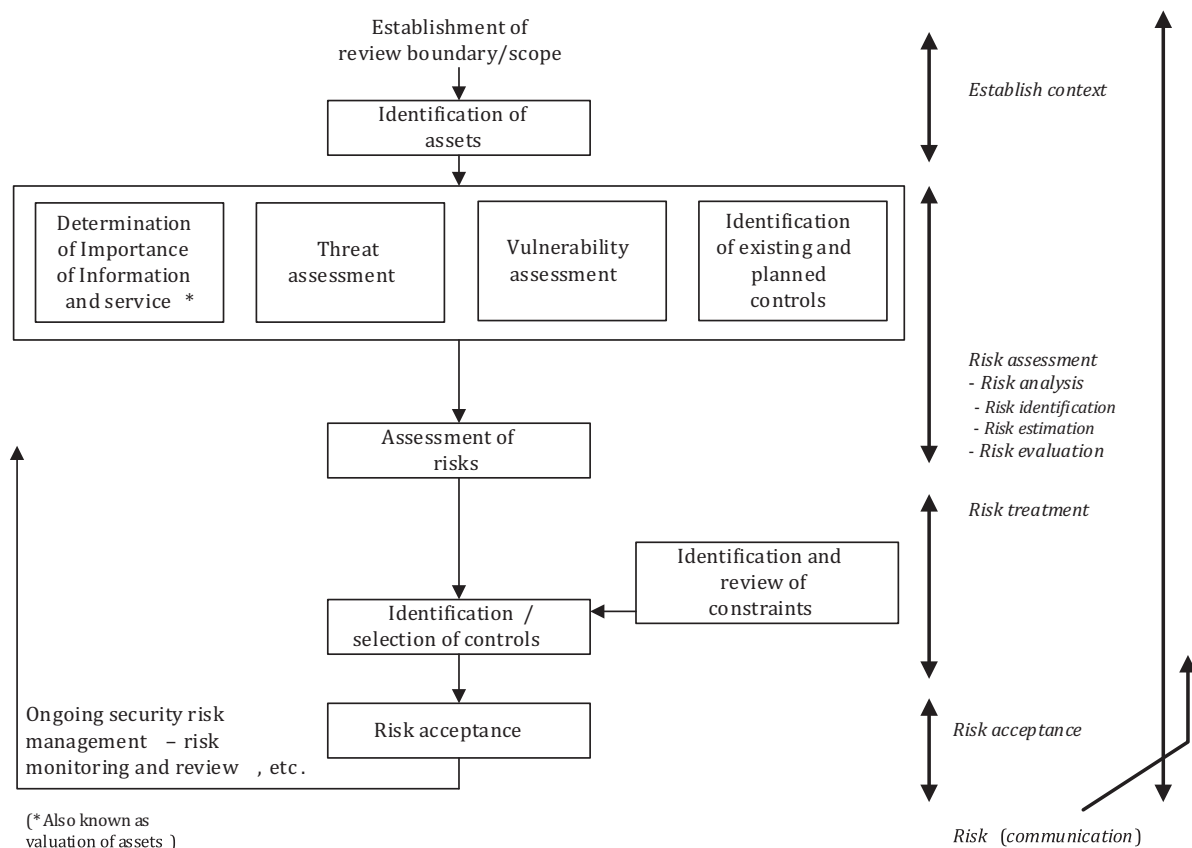 Establishment of
review boundary/scope
Establish context
Identification of
assets
Determination
of Importance
of Information
and service *
Threat
assessment
Vulnerability
assessment
Identification
of existing and
planned
controls
Risk assessment
- Risk analysis
- Risk identification
- Risk estimation
- Risk evaluation
Assessment of
risks
Risk treatment
Identification and
review of
constraints
Identification /
selection of controls
Ongoing security risk
management – risk
monitoring and review , etc.
Risk acceptance
Risk acceptance
(* Also known as
valuation of assets )
Risk (communication)